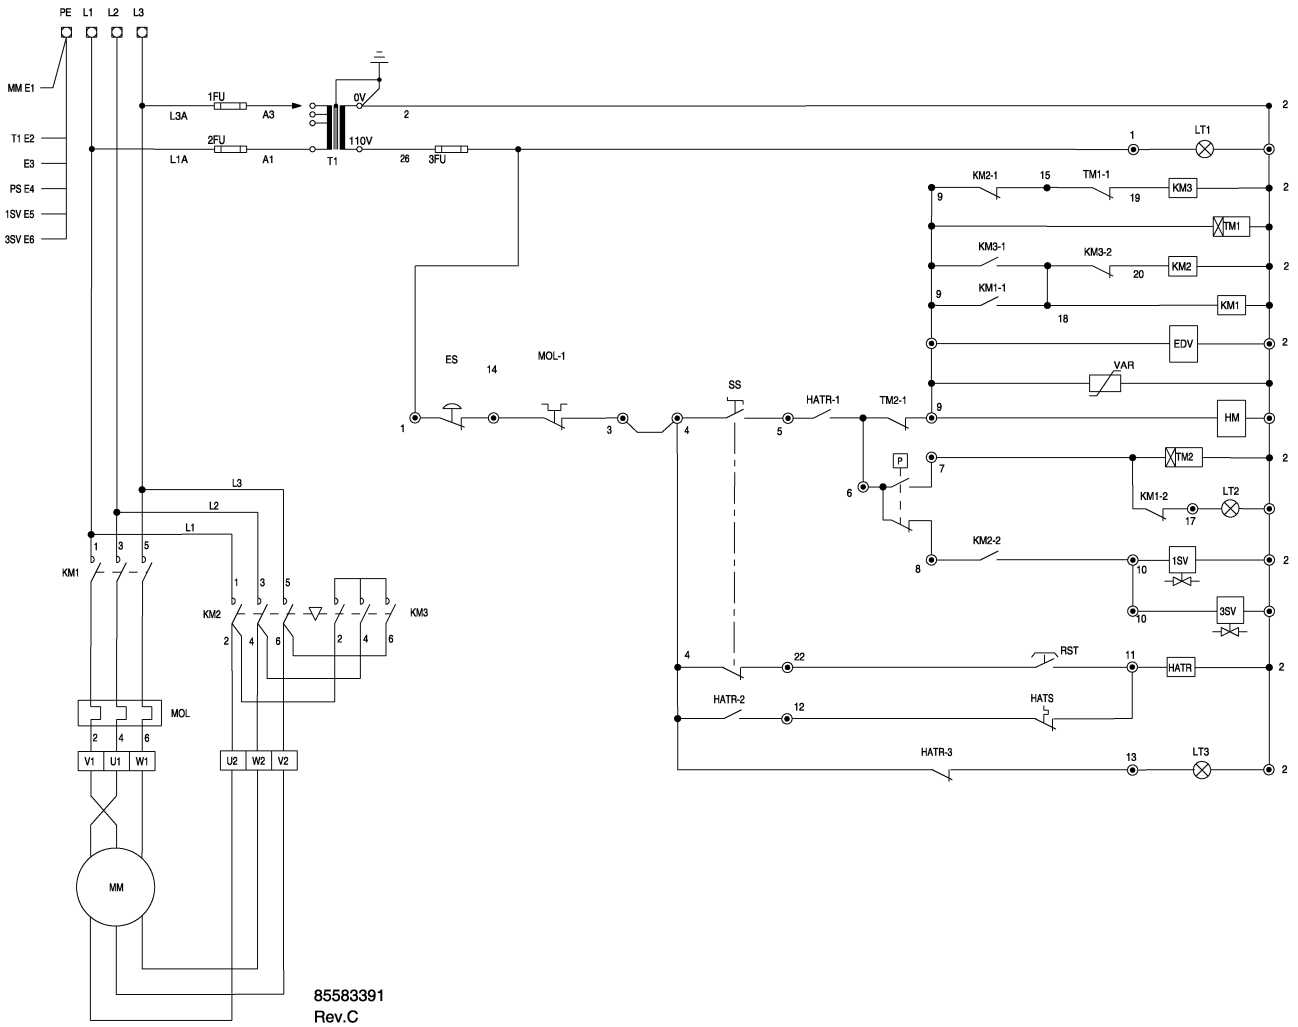 PE L1 L2 L3
MM E1
T1 E2
E3
PS E4
1SV E5
3SV E6
1FU
L3A A3
2FU
L1A A1
T1
0V
110V
2
26 3FU
1 LT1
2
KM2-1 15 TM1-1
9 19 KM3 2
TM1
KM3-1 KM3-2
20 KM2 2
9 KM1-1
18 KM1
EDV 2
VAR
ES 14 MOL-1
SS
HATR-1 TM2-1 9
1 3 4 5
HM
P 7 TM2 2
6
KM1-2 17 LT2
KM2-2
8 10 1SV 2
10 3SV
4 22 RST 11 HATR 2
HATR-2 12 HATS
HATR-3 13 LT3 2
L3
L2
L1
1 3 5
KM1
1 3 5
KM2 KM3
2 4 6 2 4 6
MOL
2 4 6
V1 U1 W1 U2 W2 V2
MM
85583391
Rev.C